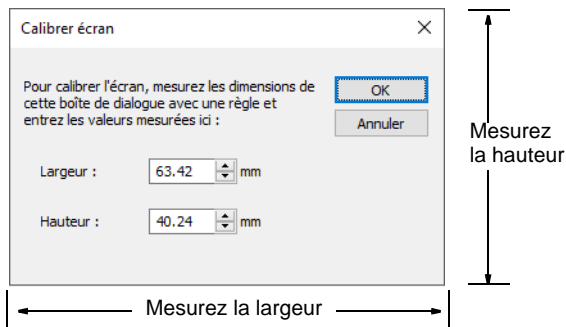 Calibrer écran
Pour calibrer l'écran, mesurez les dimensions de
cette boîte de dialogue avec une règle et
entrez les valeurs mesurées ici :
OK
Annuler
Largeur :
63.42
mm
Hauteur :
40.24
mm
Mesurez
la hauteur
Mesurez la largeur